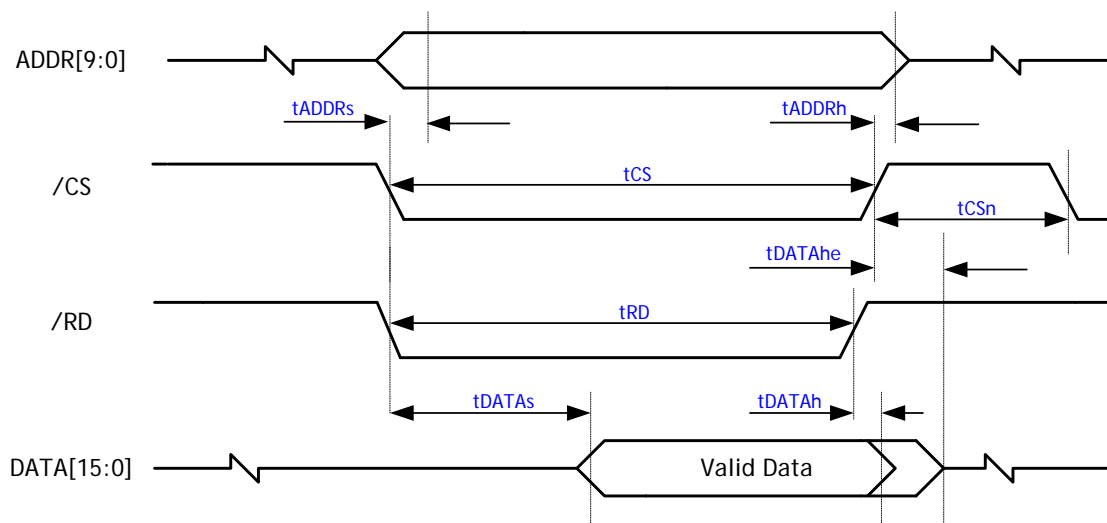 ADDR[9:0]
tADDRs
tADDRh
/CS
tCS
tCSn
tDATAhe
/RD
tRD
tDATAs
tDATAh
DATA[15:0]
Valid Data